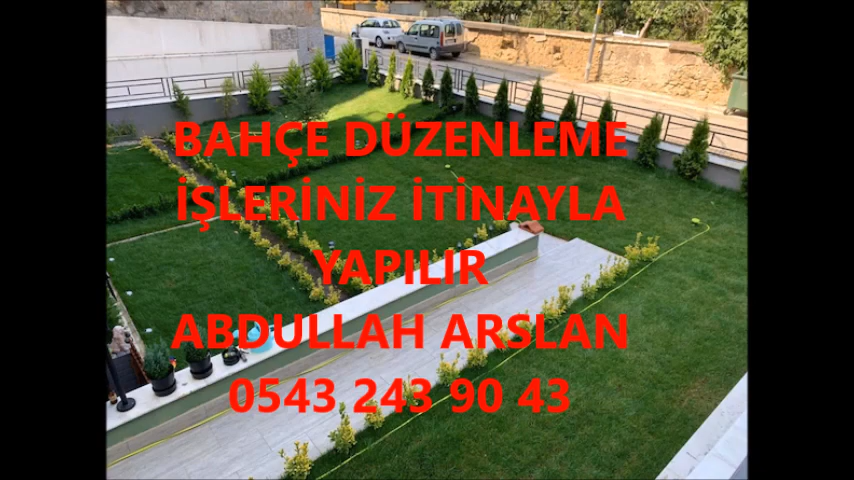 BAHÇE DÜZENLEME
İŞLERİNİZ İTİNAYLA
YAPILIR
ABDULLAH ARSLAN
0543 243 90 43